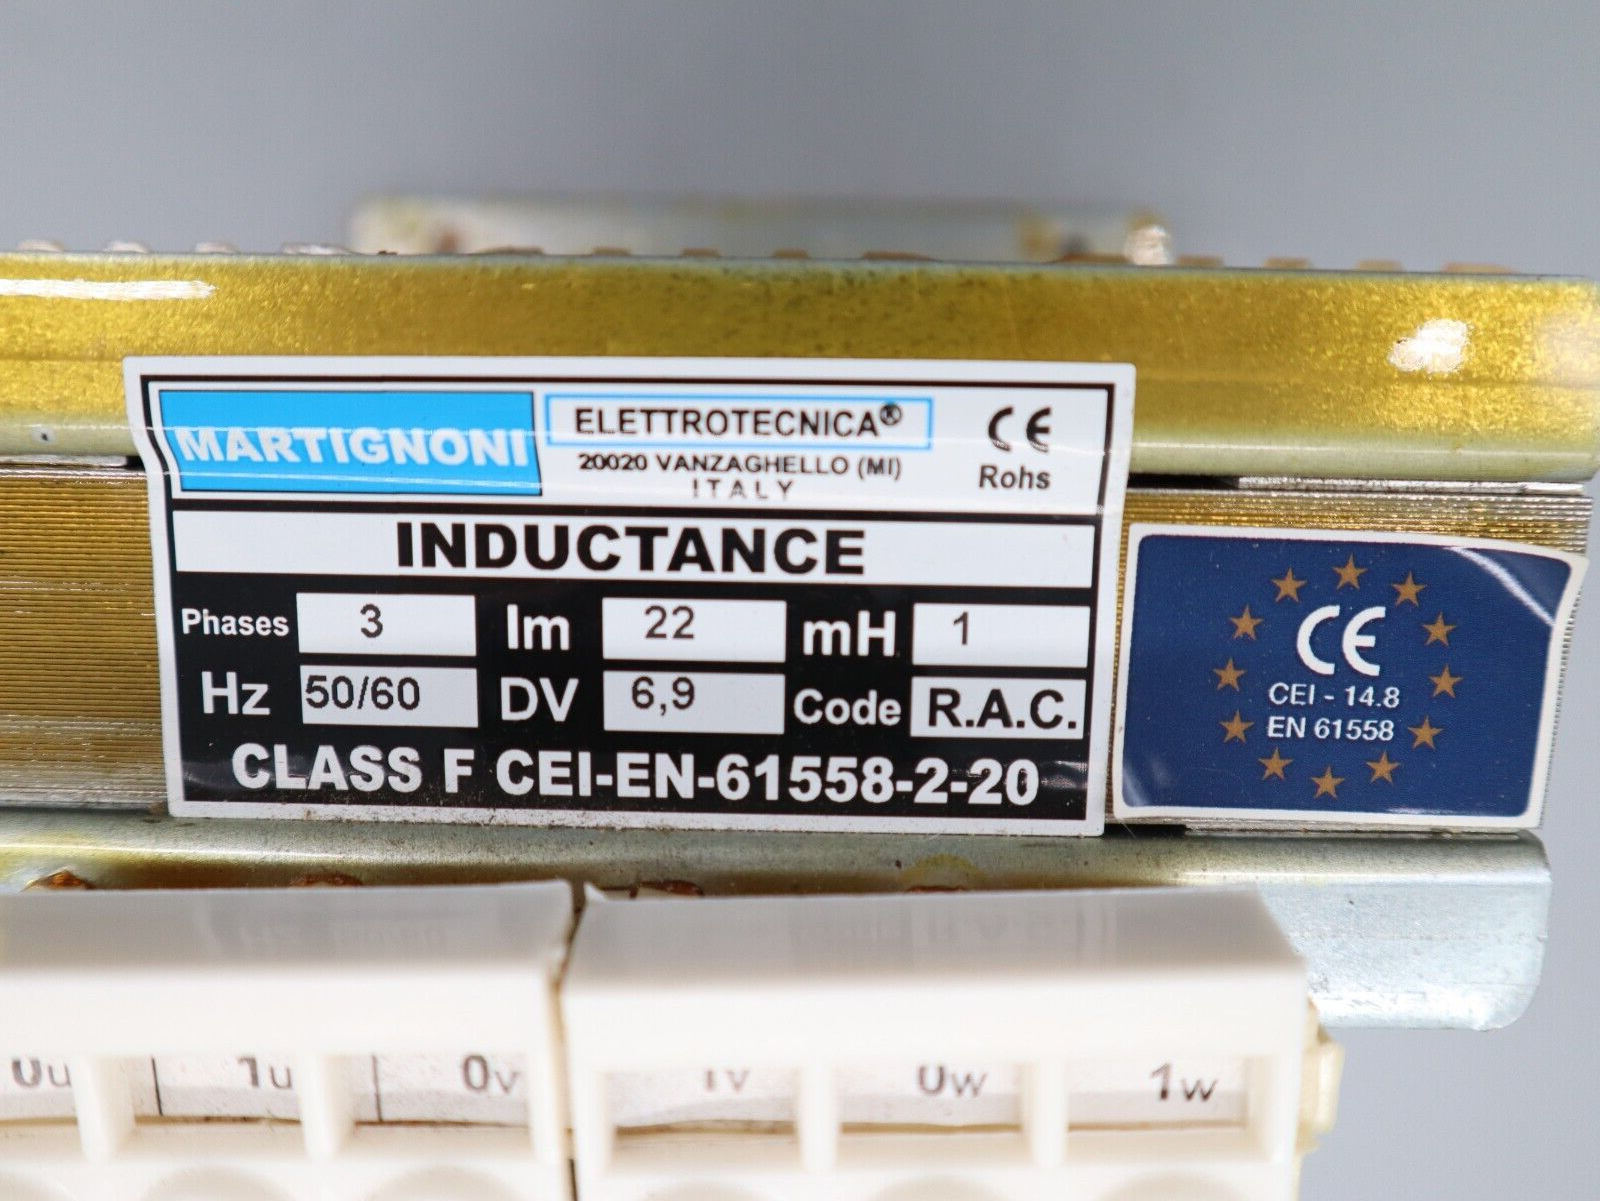 MARTIGNONI
ELETTROTECNICA®
20020 VANZAGHELLO (MI)
ITALY
CE
Rohs
INDUCTANCE
Phases 3 Im 22 mH 1
Hz 50/60 DV 6,9 Code R.A.C.
CLASS F CEI-EN-61558-2-20
CE
CEI - 14.8
EN 61558
0u 1u 0v 1v 0w 1w